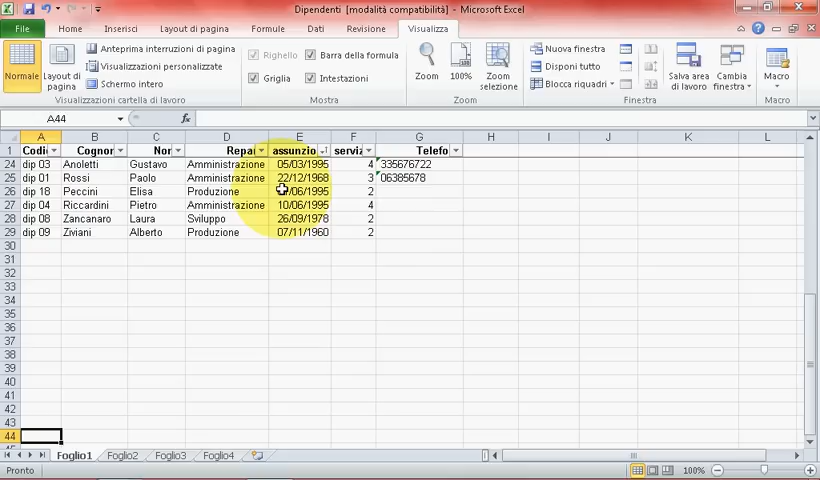 Dipendenti [modalità compatibilità] - Microsoft Excel
File Home Inserisci Layout di pagina Formule Dati Revisione Visualizza
Normale Layout di pagina Anteprima interruzioni di pagina Righello Barra della formula Zoom 100% Zoom selezione Nuova finestra Salva area di lavoro Cambia finestra Macro
Visualizzazioni personalizzate Disponi tutto
Schermo intero Griglia Intestazioni Blocca riquadri
Visualizzazioni cartella di lavoro Mostra Zoom Finestra Macro
A44 fx
A B C D E F G H I J K L
1 Codi Cognor Nor Repa assunzio serviz Telefo
24 dip 03 Anoletti Gustavo Amministrazione 05/03/1995 4 335676722
25 dip 01 Rossi Paolo Amministrazione 22/12/1968 3 06385678
26 dip 18 Peccini Elisa Produzione /06/1995 2
27 dip 04 Riccardini Pietro Amministrazione 10/06/1995 4
28 dip 08 Zancanaro Laura Sviluppo 26/09/1978 2
29 dip 09 Ziviani Alberto Produzione 07/11/1960 2
30
31
32
33
34
35
36
37
38
39
40
41
42
43
44
Foglio1 Foglio2 Foglio3 Foglio4
Pronto 100%